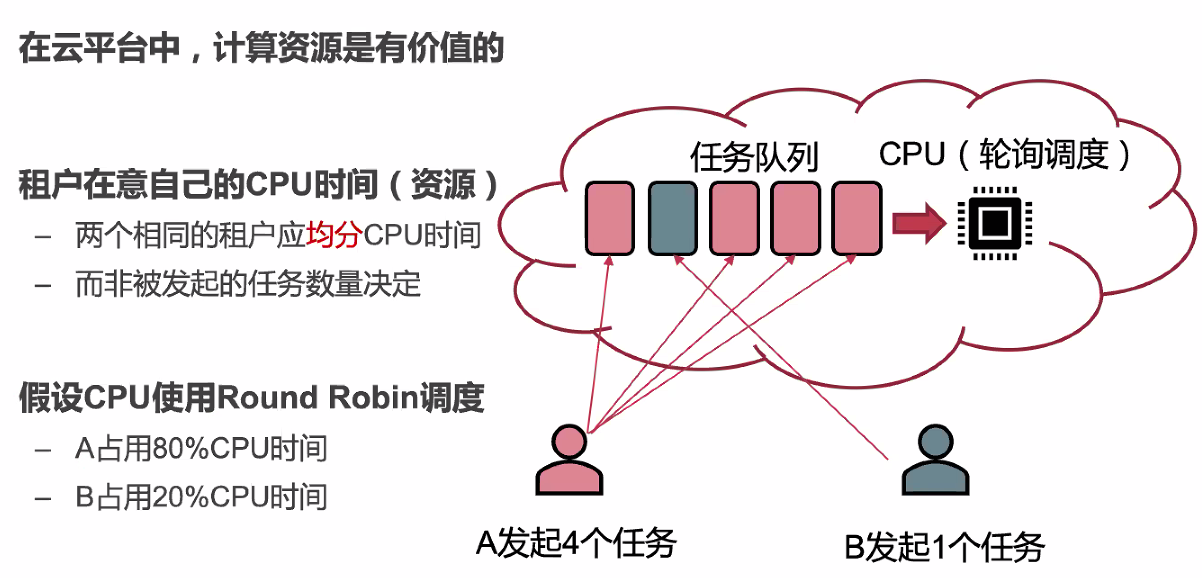 在云平台中，计算资源是有价值的
任务队列
CPU（轮询调度）
租户在意自己的CPU时间（资源）
– 两个相同的租户应均分CPU时间
– 而非被发起的任务数量决定
假设CPU使用Round Robin调度
– A占用80%CPU时间
– B占用20%CPU时间
A发起4个任务
B发起1个任务